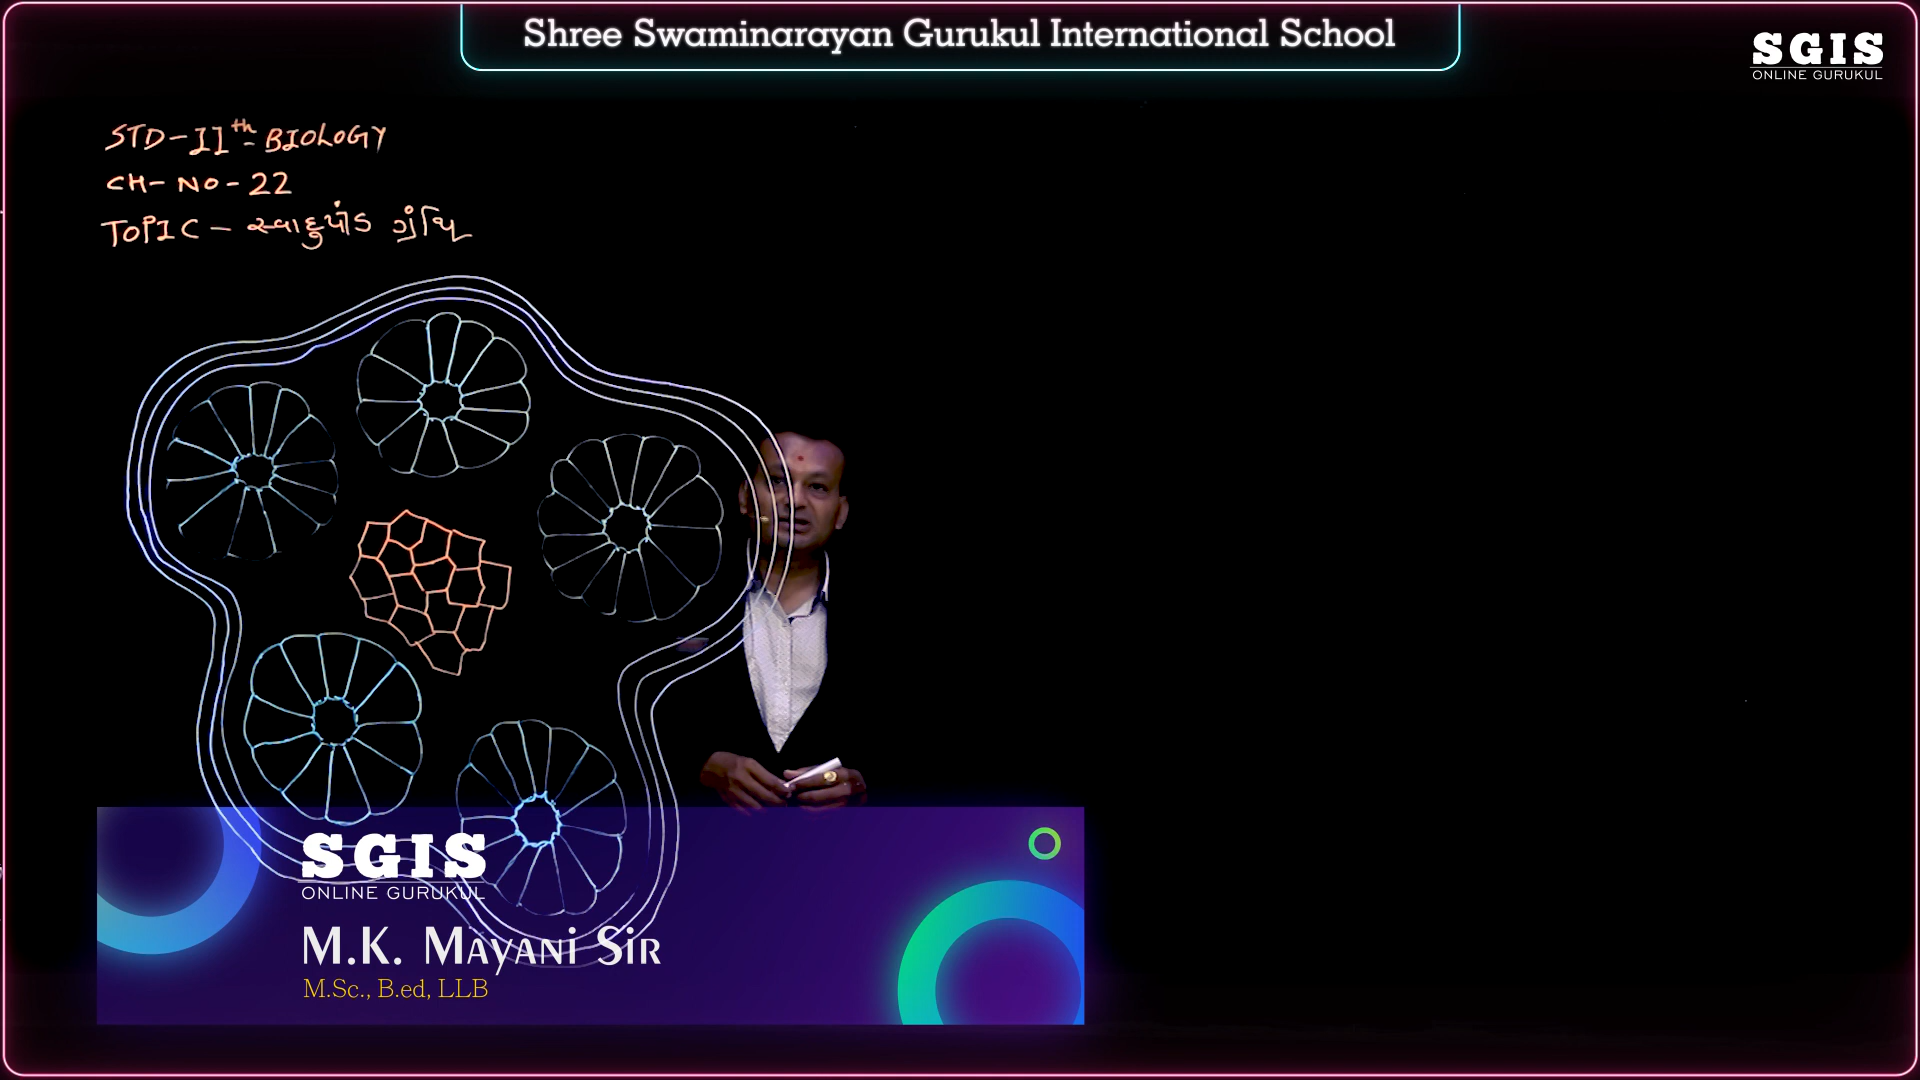 Shree Swaminarayan Gurukul International School
SGIS
ONLINE GURUKUL
STD-11th- BIOLOGY
CH- NO - 22
TOPIC - સ્વાદુપીંડ ગ્રંથિ
SGIS
ONLINE GURUKUL
M.K. Mayani Sir
M.Sc., B.ed, LLB